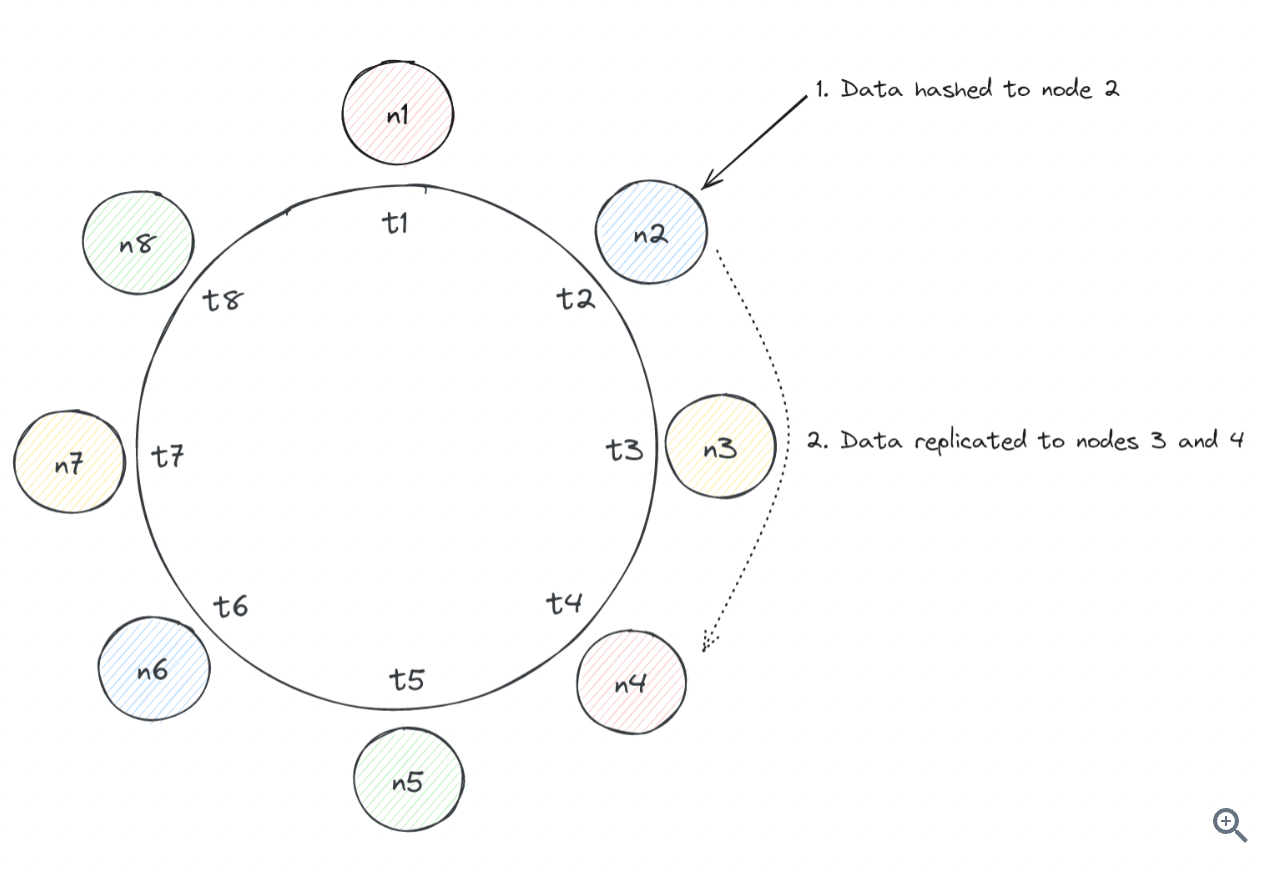 n1
1. Data hashed to node 2
n2
n8
t1
t2
t8
t3
n3
2. Data replicated to nodes 3 and 4
n7
t7
t6
t4
n6
t5
n4
n5